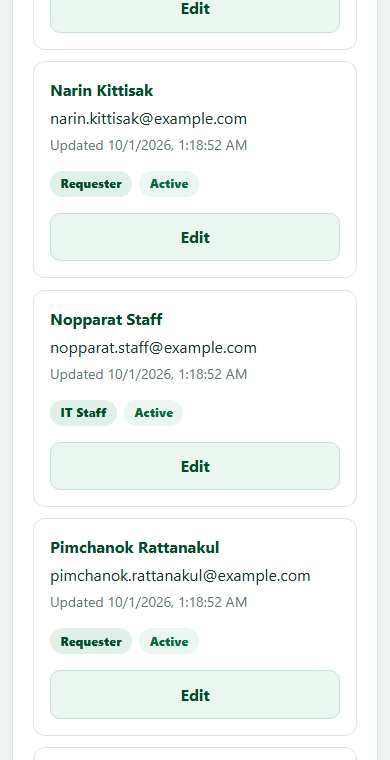 Edit
Narin Kittisak
narin.kittisak@example.com
Updated 10/1/2026, 1:18:52 AM
Requester Active
Edit
Nopparat Staff
nopparat.staff@example.com
Updated 10/1/2026, 1:18:52 AM
IT Staff Active
Edit
Pimchanok Rattanakul
pimchanok.rattanakul@example.com
Updated 10/1/2026, 1:18:52 AM
Requester Active
Edit